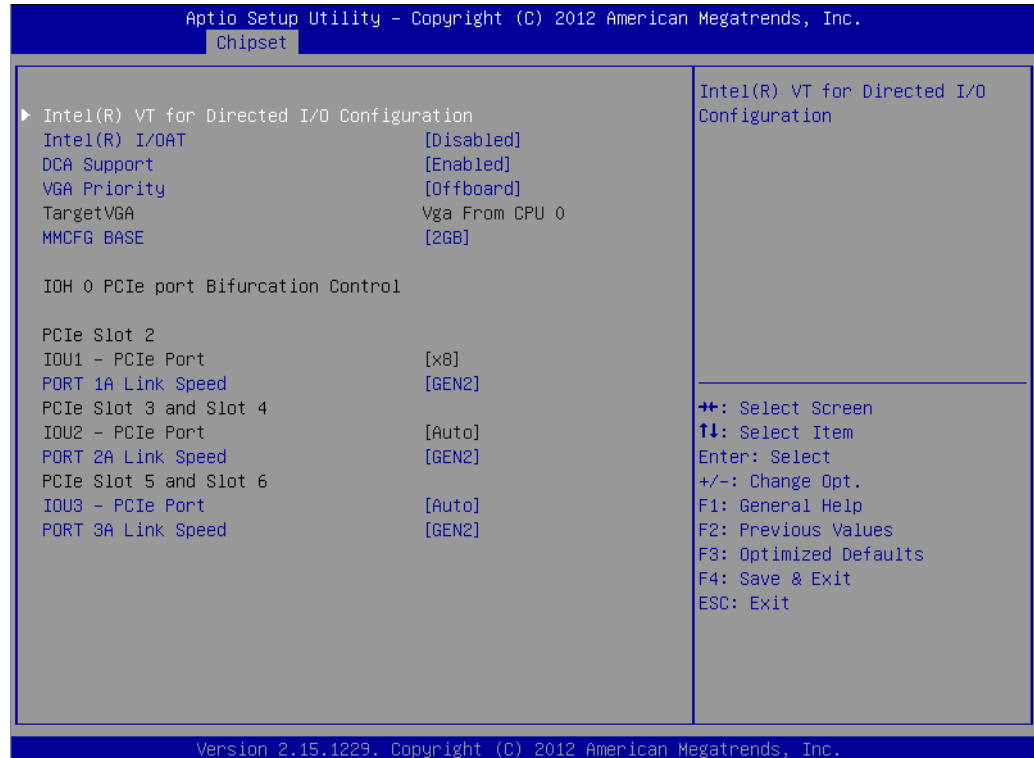 Aptio Setup Utility – Copyright (C) 2012 American Megatrends, Inc.
Chipset
Intel(R) VT for Directed I/O Configuration
Intel(R) I/OAT [Disabled]
DCA Support [Enabled]
VGA Priority [Offboard]
TargetVGA Vga From CPU 0
MMCFG BASE [2GB]
IOH 0 PCIe port Bifurcation Control
PCIe Slot 2
IOU1 – PCIe Port [x8]
PORT 1A Link Speed [GEN2]
PCIe Slot 3 and Slot 4
IOU2 – PCIe Port [Auto]
PORT 2A Link Speed [GEN2]
PCIe Slot 5 and Slot 6
IOU3 – PCIe Port [Auto]
PORT 3A Link Speed [GEN2]
Intel(R) VT for Directed I/O
Configuration
→←: Select Screen
↑↓: Select Item
Enter: Select
+/-: Change Opt.
F1: General Help
F2: Previous Values
F3: Optimized Defaults
F4: Save & Exit
ESC: Exit
Version 2.15.1229. Copyright (C) 2012 American Megatrends, Inc.